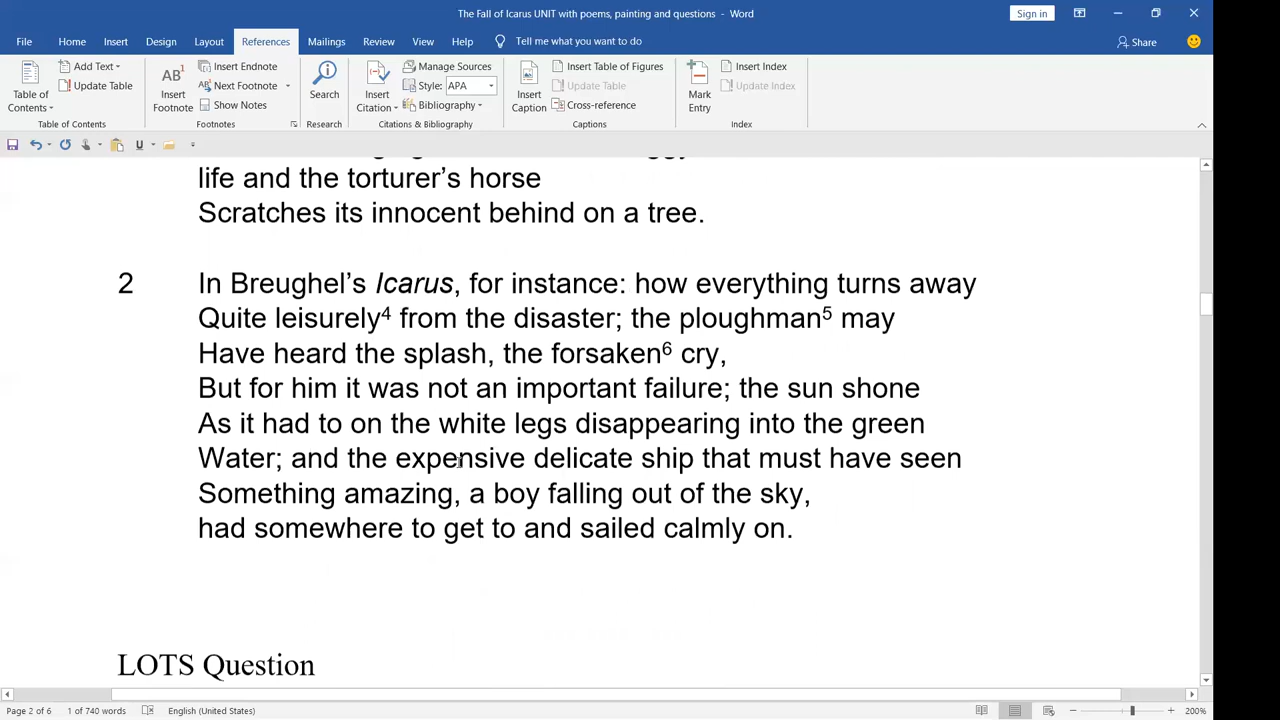 The Fall of Icarus UNIT with poems, painting and questions - Word
Sign in
File Home Insert Design Layout References Mailings Review View Help Tell me what you want to do Share
Table of Contents
Add Text
Update Table
Table of Contents
AB1
Insert Footnote
Insert Endnote
Next Footnote
Show Notes
Footnotes
Search
Research
Insert Citation
Manage Sources
Style: APA
Bibliography
Citations & Bibliography
Insert Caption
Insert Table of Figures
Update Table
Cross-reference
Captions
Mark Entry
Insert Index
Update Index
Index
life and the torturer’s horse
Scratches its innocent behind on a tree.
2 In Breughel’s Icarus, for instance: how everything turns away
Quite leisurely4 from the disaster; the ploughman5 may
Have heard the splash, the forsaken6 cry,
But for him it was not an important failure; the sun shone
As it had to on the white legs disappearing into the green
Water; and the expensive delicate ship that must have seen
Something amazing, a boy falling out of the sky,
had somewhere to get to and sailed calmly on.
LOTS Question
Page 2 of 6 1 of 740 words English (United States) 200%